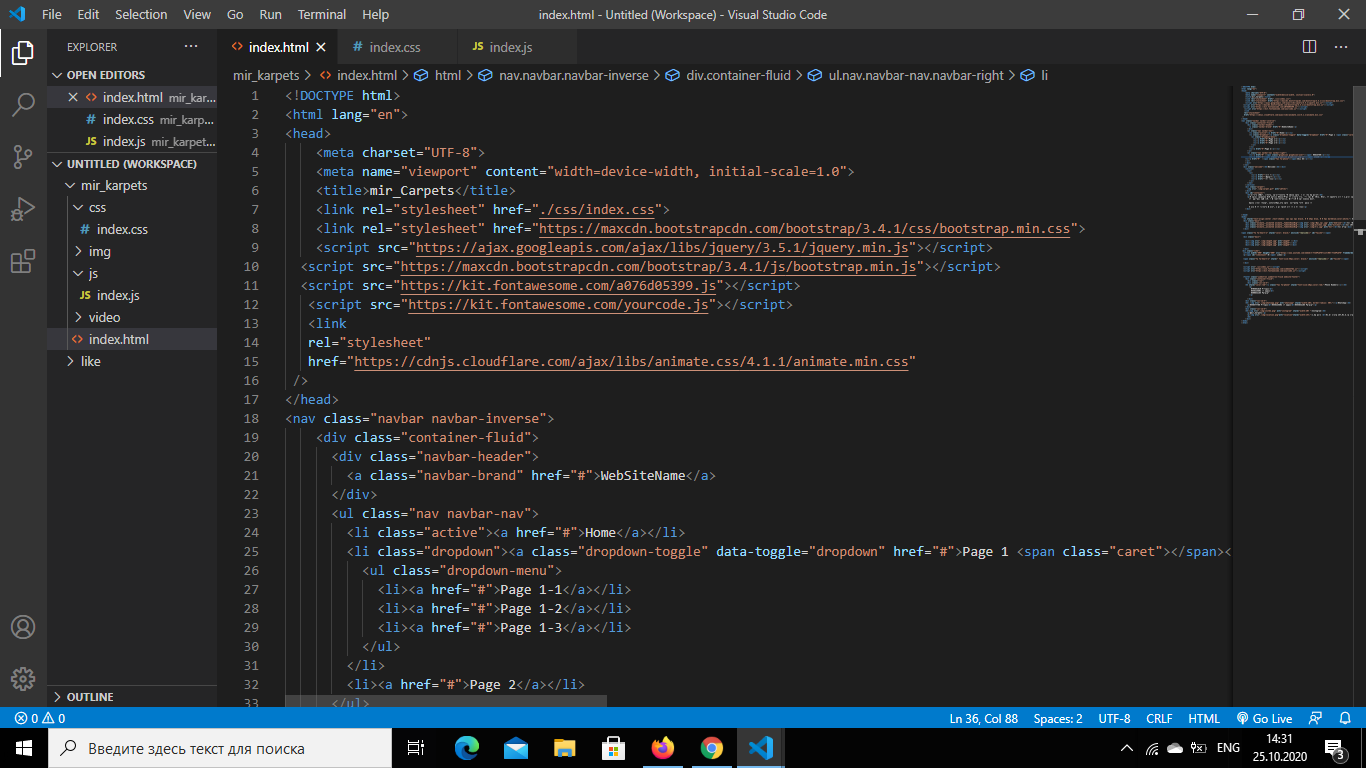 File Edit Selection View Go Run Terminal Help index.html - Untitled (Workspace) - Visual Studio Code
EXPLORER
index.html
# index.css
JS index.js
OPEN EDITORS
index.html mir_kar...
# index.css mir_karp...
JS index.js mir_karpet...
UNTITLED (WORKSPACE)
mir_karpets
css
# index.css
img
js
JS index.js
video
index.html
like
OUTLINE
mir_karpets > index.html > html > nav.navbar.navbar-inverse > div.container-fluid > ul.nav.navbar-nav.navbar-right > li
1 <!DOCTYPE html>
2 <html lang="en">
3 <head>
4 <meta charset="UTF-8">
5 <meta name="viewport" content="width=device-width, initial-scale=1.0">
6 <title>mir_Carpets</title>
7 <link rel="stylesheet" href="./css/index.css">
8 <link rel="stylesheet" href="https://maxcdn.bootstrapcdn.com/bootstrap/3.4.1/css/bootstrap.min.css">
9 <script src="https://ajax.googleapis.com/ajax/libs/jquery/3.5.1/jquery.min.js"></script>
10 <script src="https://maxcdn.bootstrapcdn.com/bootstrap/3.4.1/js/bootstrap.min.js"></script>
11 <script src="https://kit.fontawesome.com/a076d05399.js"></script>
12 <script src="https://kit.fontawesome.com/yourcode.js"></script>
13 <link
14 rel="stylesheet"
15 href="https://cdnjs.cloudflare.com/ajax/libs/animate.css/4.1.1/animate.min.css"
16 />
17 </head>
18 <nav class="navbar navbar-inverse">
19 <div class="container-fluid">
20 <div class="navbar-header">
21 <a class="navbar-brand" href="#">WebSiteName</a>
22 </div>
23 <ul class="nav navbar-nav">
24 <li class="active"><a href="#">Home</a></li>
25 <li class="dropdown"><a class="dropdown-toggle" data-toggle="dropdown" href="#">Page 1 <span class="caret"></span><
26 <ul class="dropdown-menu">
27 <li><a href="#">Page 1-1</a></li>
28 <li><a href="#">Page 1-2</a></li>
29 <li><a href="#">Page 1-3</a></li>
30 </ul>
31 </li>
32 <li><a href="#">Page 2</a></li>
33 </ul>
0 0 Ln 36, Col 88 Spaces: 2 UTF-8 CRLF HTML Go Live
Введите здесь текст для поиска
ENG
14:31
25.10.2020
3